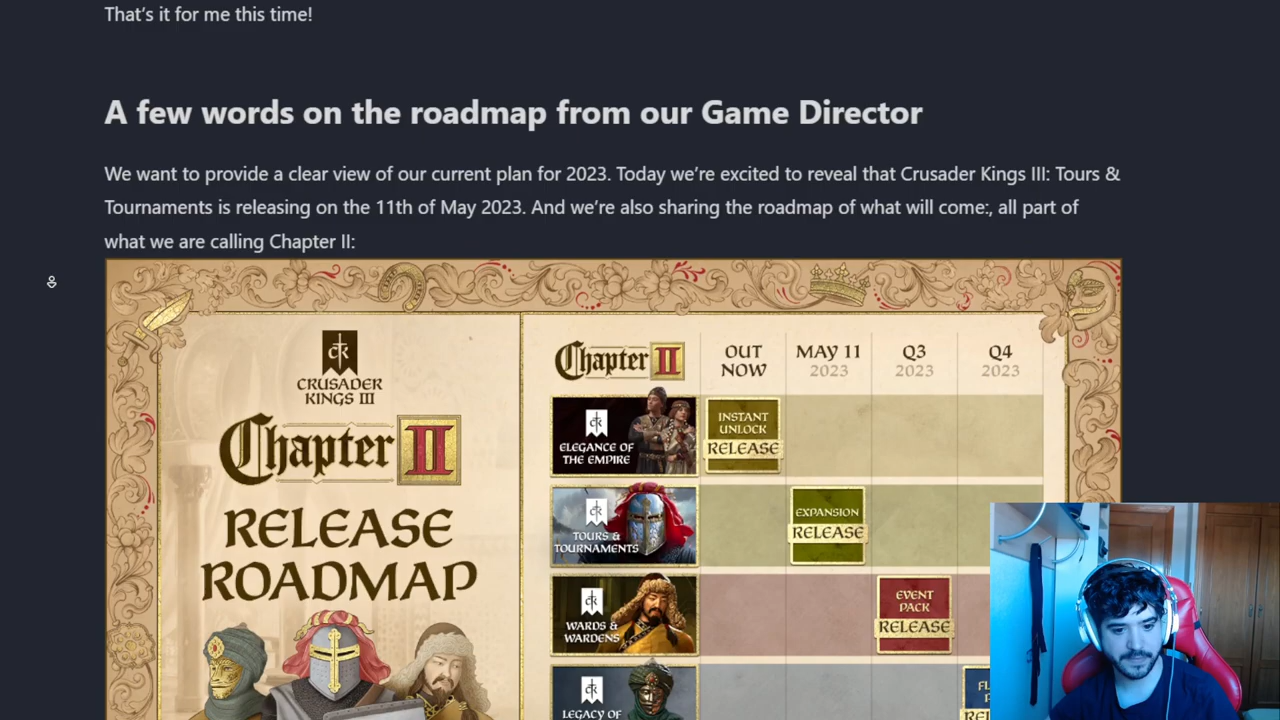 That's it for me this time!
A few words on the roadmap from our Game Director
We want to provide a clear view of our current plan for 2023. Today we're excited to reveal that Crusader Kings III: Tours &
Tournaments is releasing on the 11th of May 2023. And we're also sharing the roadmap of what will come:, all part of
what we are calling Chapter II:
CRUSADER
KINGS III
Chapter II
RELEASE
ROADMAP
Chapter II
OUT
NOW
MAY 11
2023
Q3
2023
Q4
2023
ELEGANCE OF
THE EMPIRE
INSTANT
UNLOCK
RELEASE
TOURS &
TOURNAMENTS
EXPANSION
RELEASE
WARDS &
WARDENS
EVENT
PACK
RELEASE
LEGACY OF